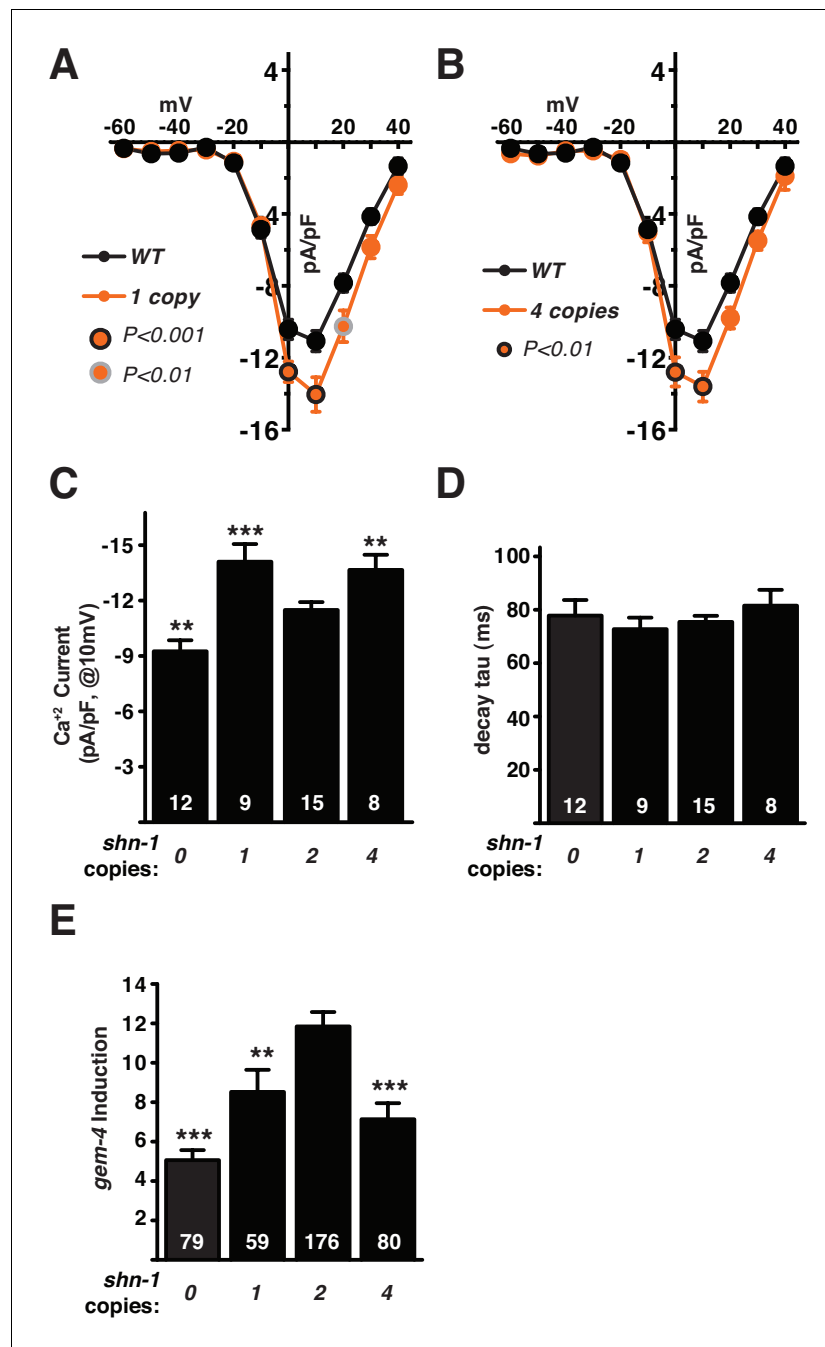 A
4
mV
-60 -40 -20 20 40
-4
-8
-12
-16
pA/pF
WT
1 copy
P<0.001
P<0.01
B
4
mV
-60 -40 -20 20 40
-4
-8
-12
-16
pA/pF
WT
4 copies
P<0.01
C
-15
-12
-9
-6
-3
Ca+2 Current
(pA/pF, @10mV)
** *** **
12 9 15 8
shn-1
copies: 0 1 2 4
D
100
80
60
40
20
decay tau (ms)
12 9 15 8
shn-1
copies: 0 1 2 4
E
14
12
10
8
6
4
2
gem-4 Induction
*** ** ***
79 59 176 80
shn-1
copies: 0 1 2 4